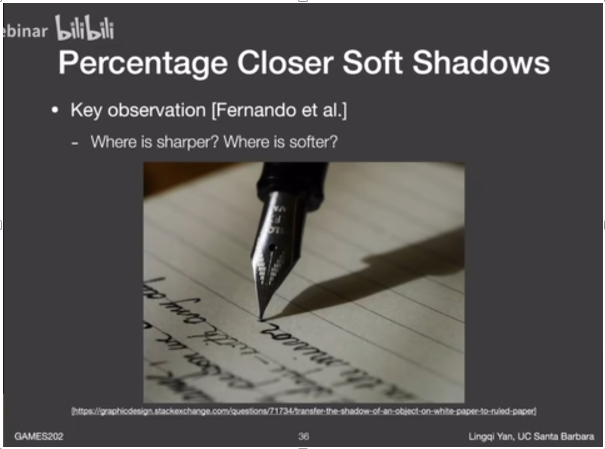 ebinar bilibili
Percentage Closer Soft Shadows
• Key observation [Fernando et al.]
- Where is sharper? Where is softer?
[https://graphicdesign.stackexchange.com/questions/71734/transfer-the-shadow-of-an-object-on-white-paper-to-ruled-paper]
GAMES202
36
Lingqi Yan, UC Santa Barbara